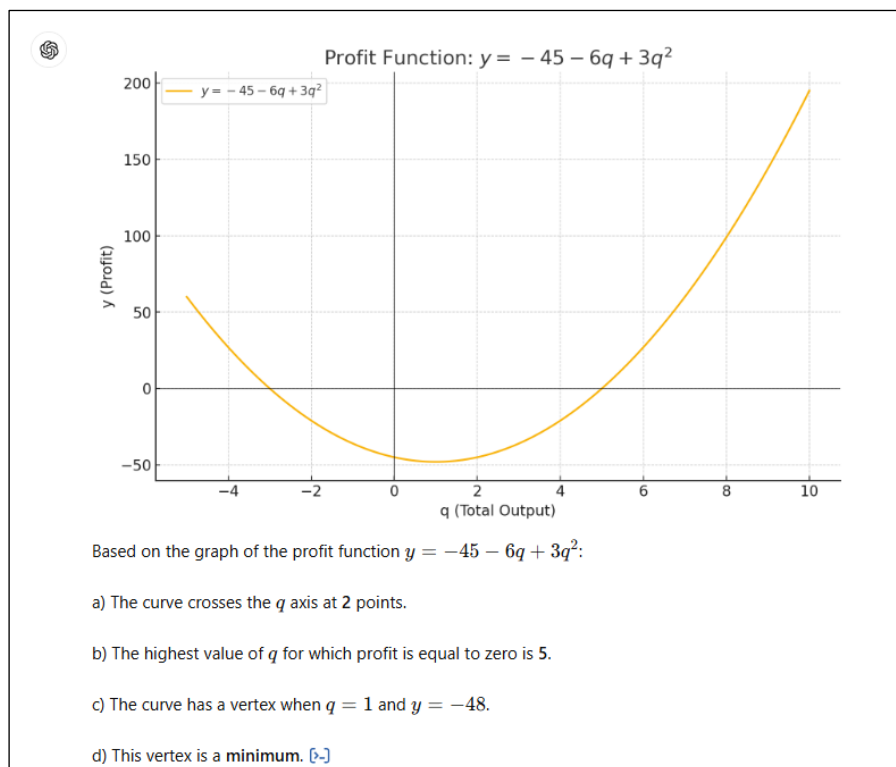 Profit Function: y = − 45 − 6q + 3q²
y = − 45 − 6q + 3q²
200
150
100
50
0
−50
y (Profit)
−4 −2 0 2 4 6 8 10
q (Total Output)
Based on the graph of the profit function y = −45 − 6q + 3q²:
a) The curve crosses the q axis at 2 points.
b) The highest value of q for which profit is equal to zero is 5.
c) The curve has a vertex when q = 1 and y = −48.
d) This vertex is a minimum. [>-]